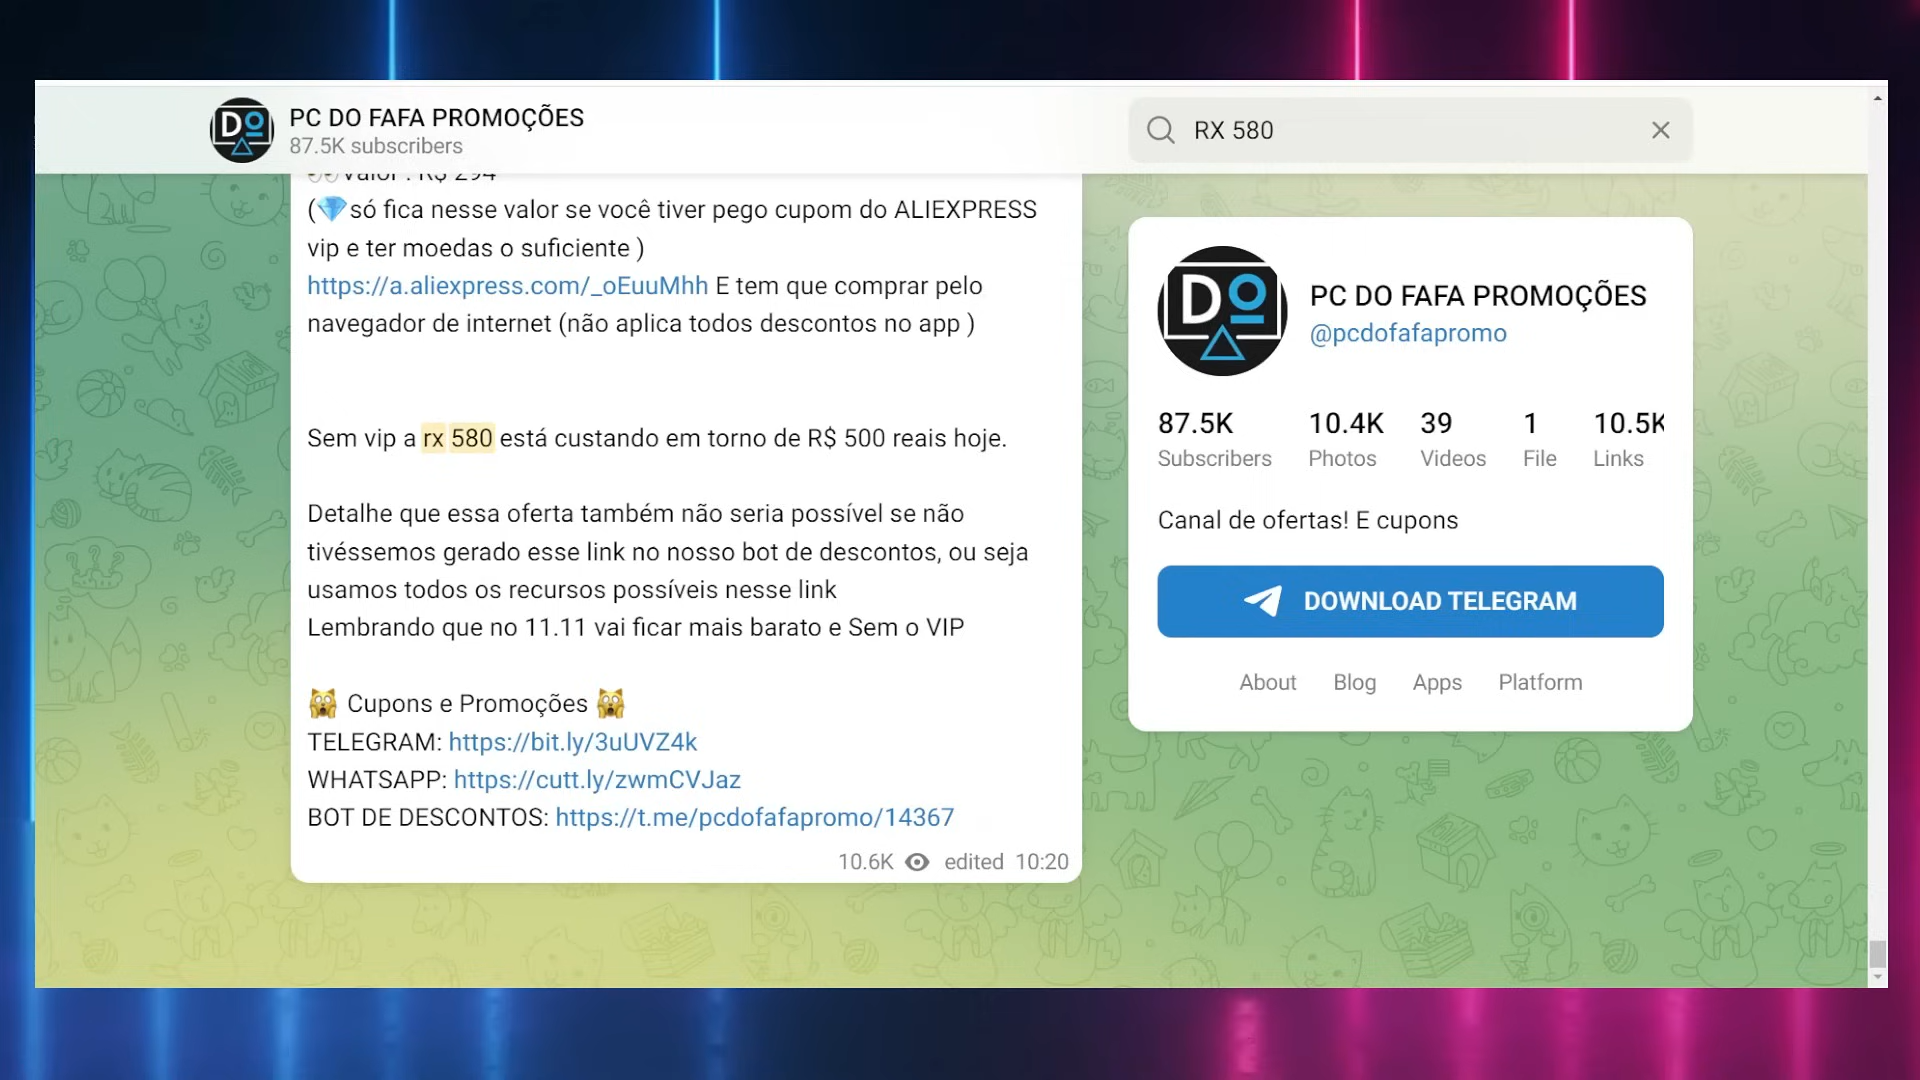 PC DO FAFA PROMOÇÕES
87.5K subscribers
RX 580
Valor : R$ 294
(💎só fica nesse valor se você tiver pego cupom do ALIEXPRESS
vip e ter moedas o suficiente )
https://a.aliexpress.com/_oEuuMhh E tem que comprar pelo
navegador de internet (não aplica todos descontos no app )
Sem vip a rx 580 está custando em torno de R$ 500 reais hoje.
Detalhe que essa oferta também não seria possível se não
tivéssemos gerado esse link no nosso bot de descontos, ou seja
usamos todos os recursos possíveis nesse link
Lembrando que no 11.11 vai ficar mais barato e Sem o VIP
🙀 Cupons e Promoções 🙀
TELEGRAM: https://bit.ly/3uUVZ4k
WHATSAPP: https://cutt.ly/zwmCVJaz
BOT DE DESCONTOS: https://t.me/pcdofafapromo/14367
10.6K edited 10:20
PC DO FAFA PROMOÇÕES
@pcdofafapromo
87.5K 10.4K 39 1 10.5K
Subscribers Photos Videos File Links
Canal de ofertas! E cupons
DOWNLOAD TELEGRAM
About Blog Apps Platform